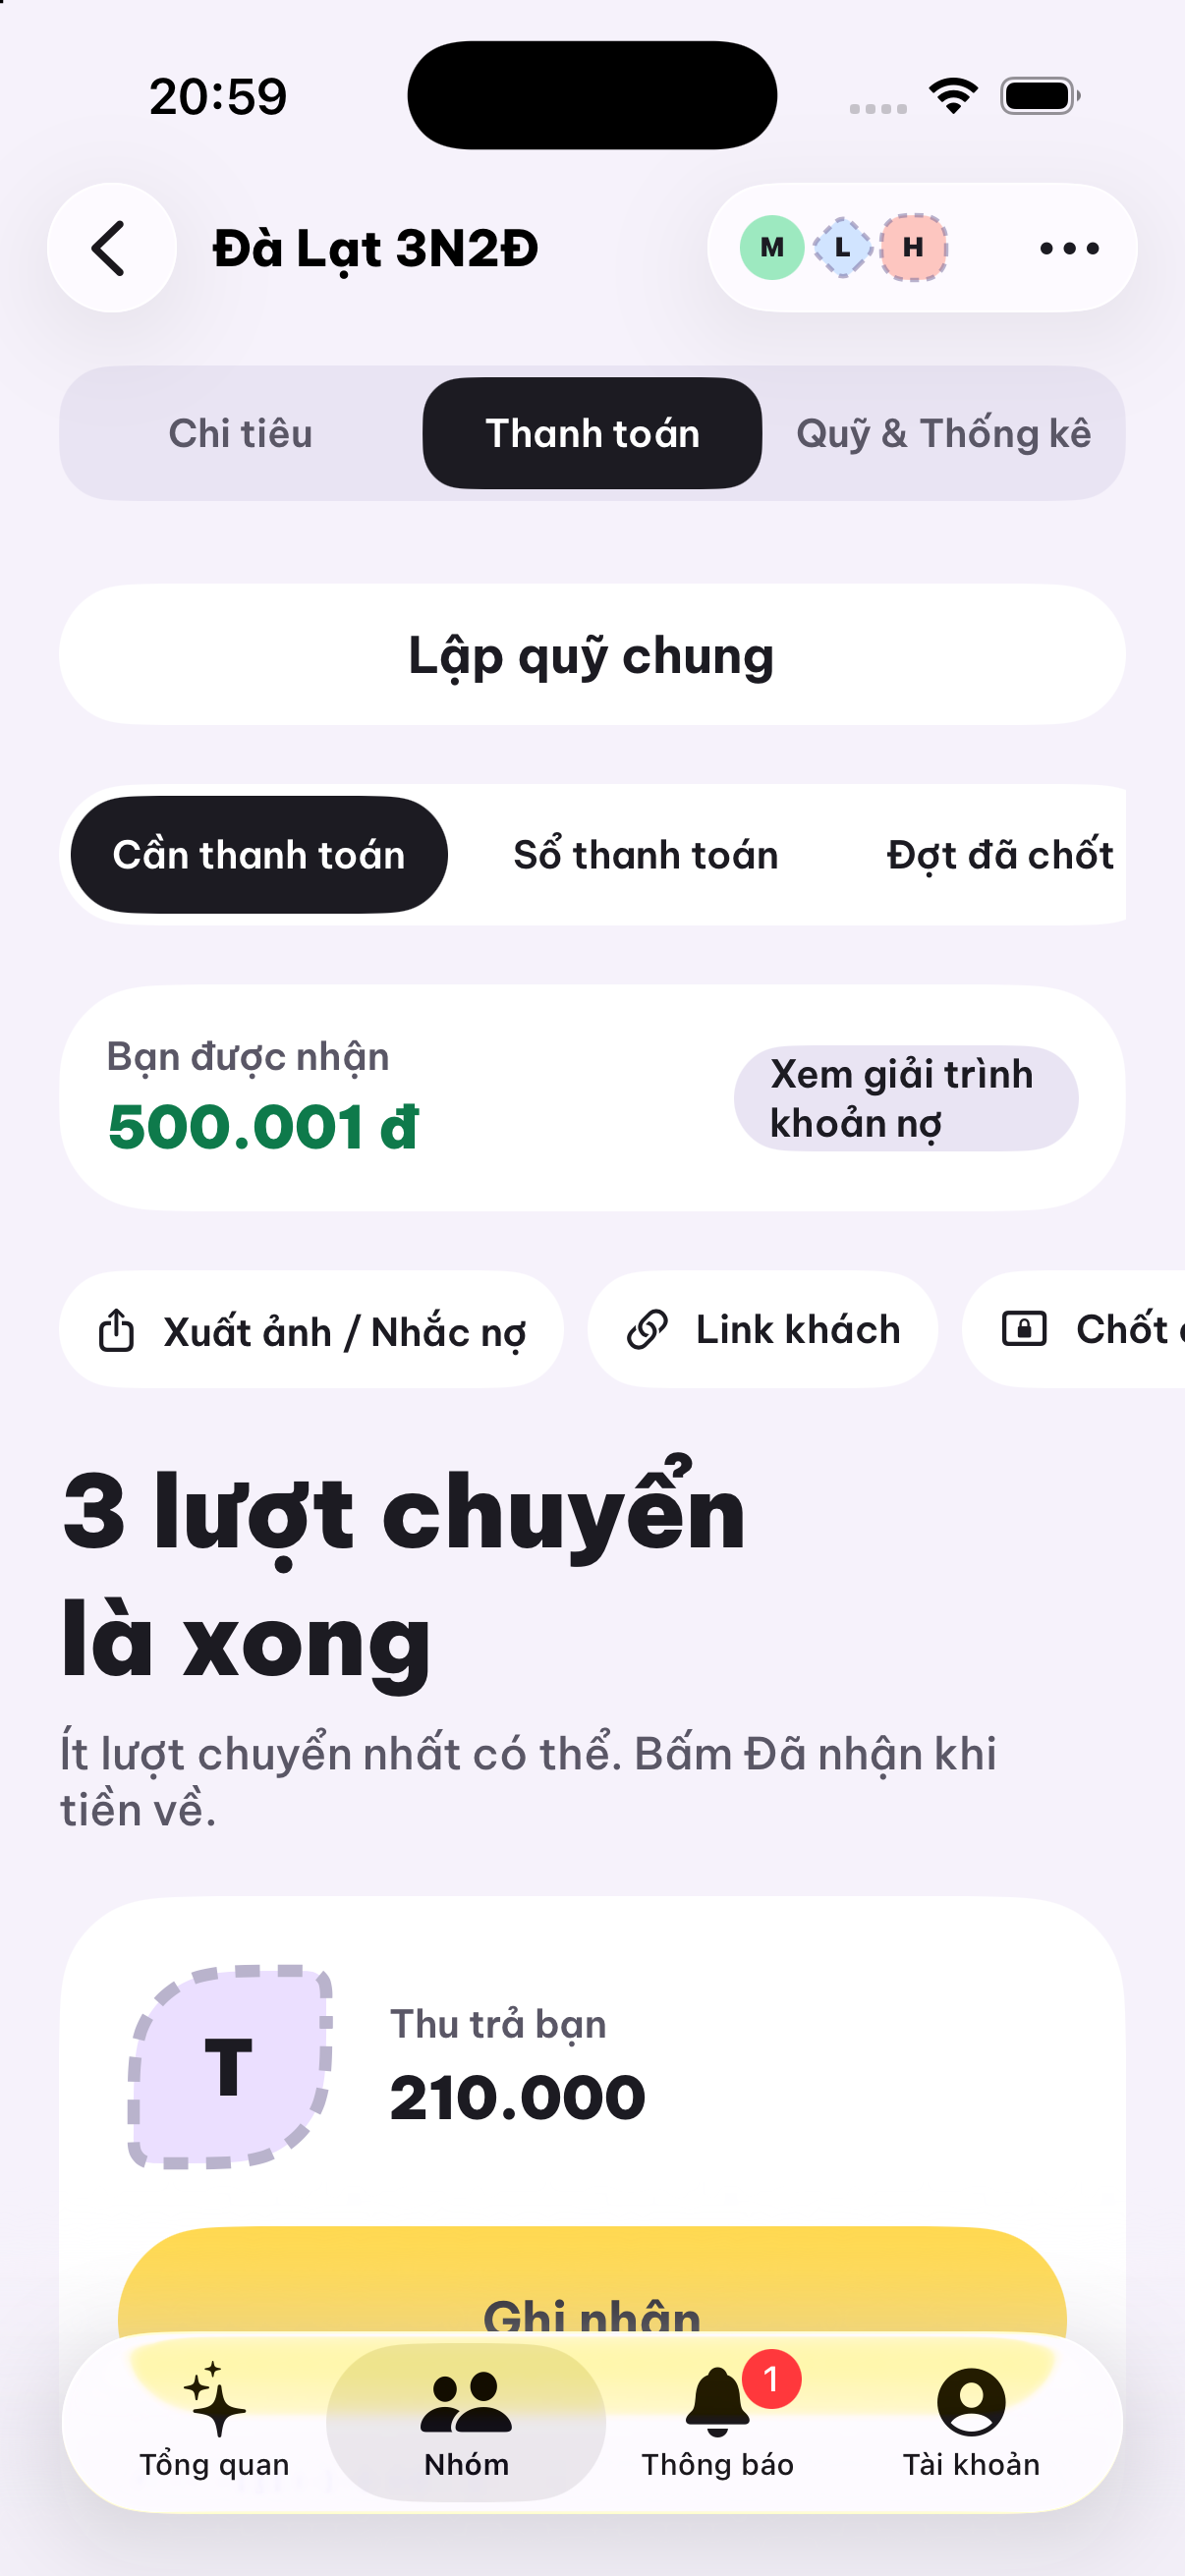 20:59
Đà Lạt 3N2Đ
M L H
Chi tiêu
Thanh toán
Quỹ & Thống kê
Lập quỹ chung
Cần thanh toán
Sổ thanh toán
Đợt đã chốt
Bạn được nhận
500.001 đ
Xem giải trình
khoản nợ
Xuất ảnh / Nhắc nợ
Link khách
Chốt
3 lượt chuyển
là xong
Ít lượt chuyển nhất có thể. Bấm Đã nhận khi
tiền về.
T
Thu trả bạn
210.000
Ghi nhận
1
Tổng quan
Nhóm
Thông báo
Tài khoản